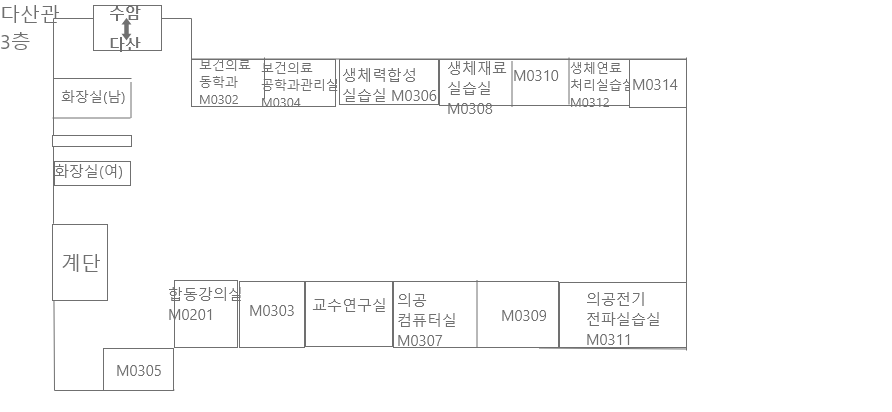 다산관
3층
수암
다산
화장실(남)
화장실(여)
계단
보건의료
동학과
M0302
보건의료
공학과관리실
M0304
생체력합성
실습실 M0306
생체재료
실습실
M0308
M0310
생체연료
처리실습실
M0312
M0314
합동강의실
M0201
M0303
교수연구실
의공
컴퓨터실
M0307
M0309
의공전기
전파실습실
M0311
M0305